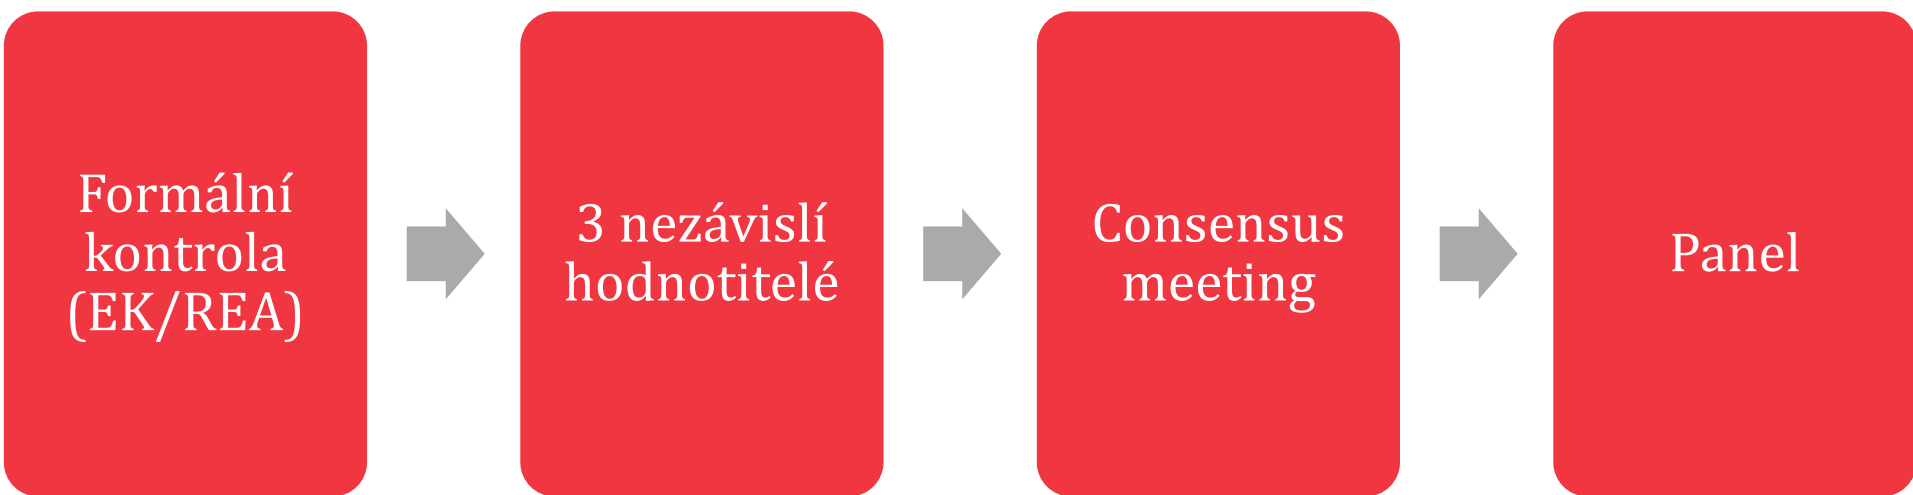 Formální
kontrola
(EK/REA)
3 nezávislí
hodnotitelé
Consensus
meeting
Panel